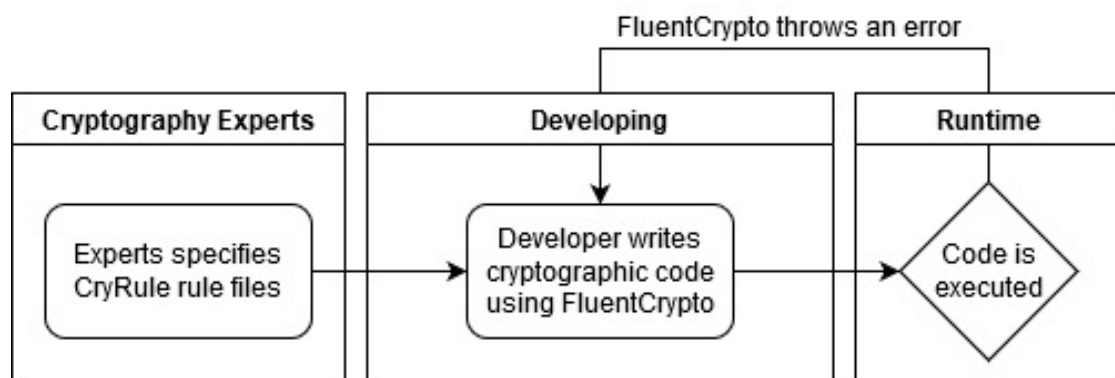 FluentCrypto throws an error
Cryptography Experts
Developing
Runtime
Experts specifies
CryRule rule files
Developer writes
cryptographic code
using FluentCrypto
Code is
executed